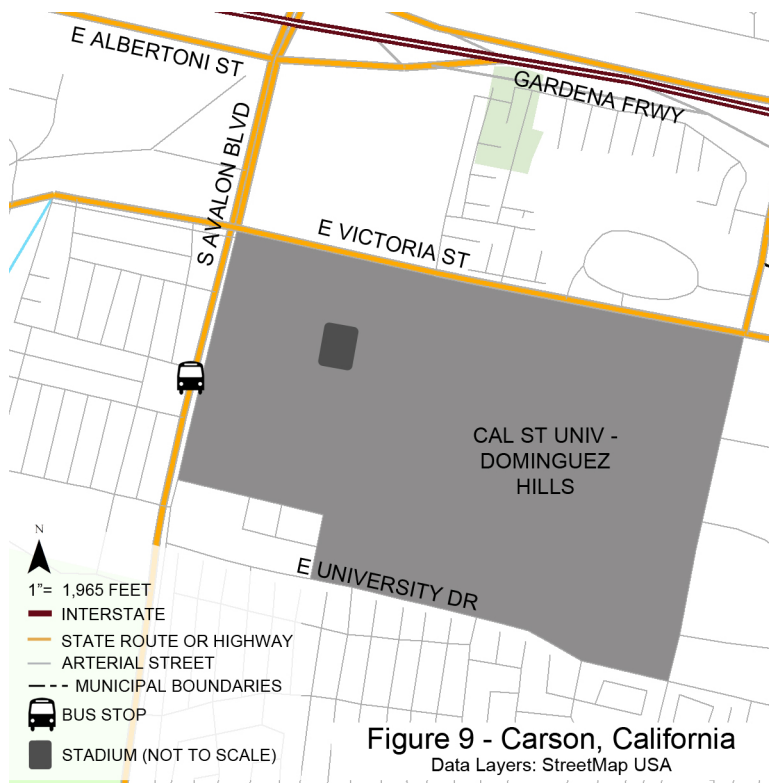 E ALBERTONI ST
GARDENA FRWY
S AVALON BLVD
E VICTORIA ST
CAL ST UNIV -
DOMINGUEZ
HILLS
E UNIVERSITY DR
N
1"= 1,965 FEET
INTERSTATE
STATE ROUTE OR HIGHWAY
ARTERIAL STREET
MUNICIPAL BOUNDARIES
BUS STOP
STADIUM (NOT TO SCALE)
Figure 9 - Carson, California
Data Layers: StreetMap USA